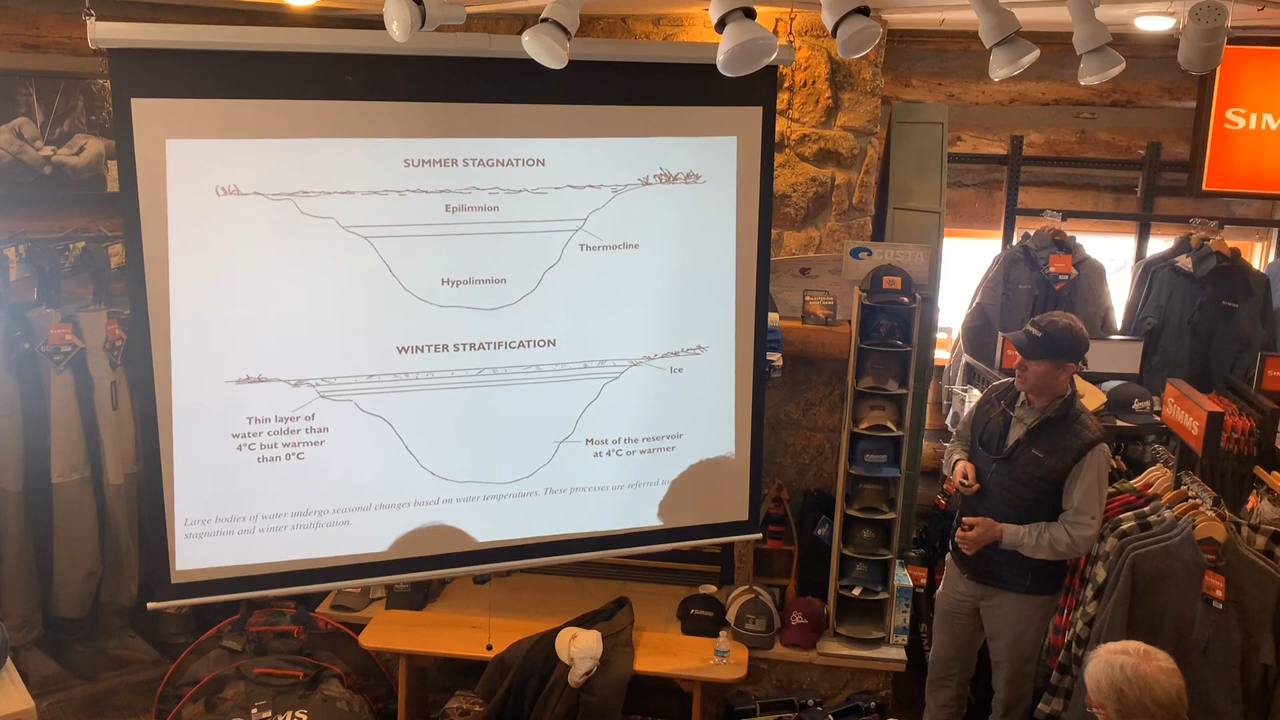 SUMMER STAGNATION
Epilimnion
Thermocline
Hypolimnion
WINTER STRATIFICATION
Ice
Thin layer of
water colder than
4°C but warmer
than 0°C
Most of the reservoir
at 4°C or warmer
Large bodies of water undergo seasonal changes based on water temperatures. These processes are referred to
stagnation and winter stratification.
COSTA
SIMMS
SIMMS
SIMMS